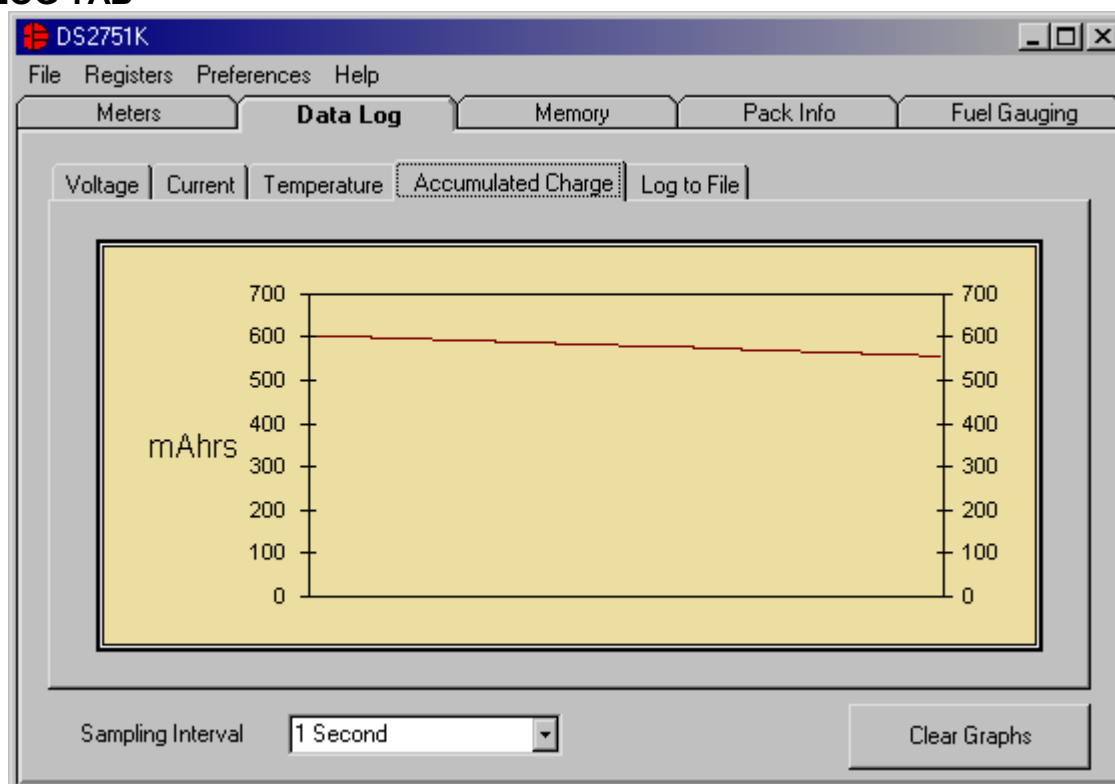 LOG TAB
DS2751K
File Registers Preferences Help
Meters Data Log Memory Pack Info Fuel Gauging
Voltage Current Temperature Accumulated Charge Log to File
700 700
600 600
500 500
400 400
mAhrs
300 300
200 200
100 100
0 0
Sampling Interval 1 Second Clear Graphs